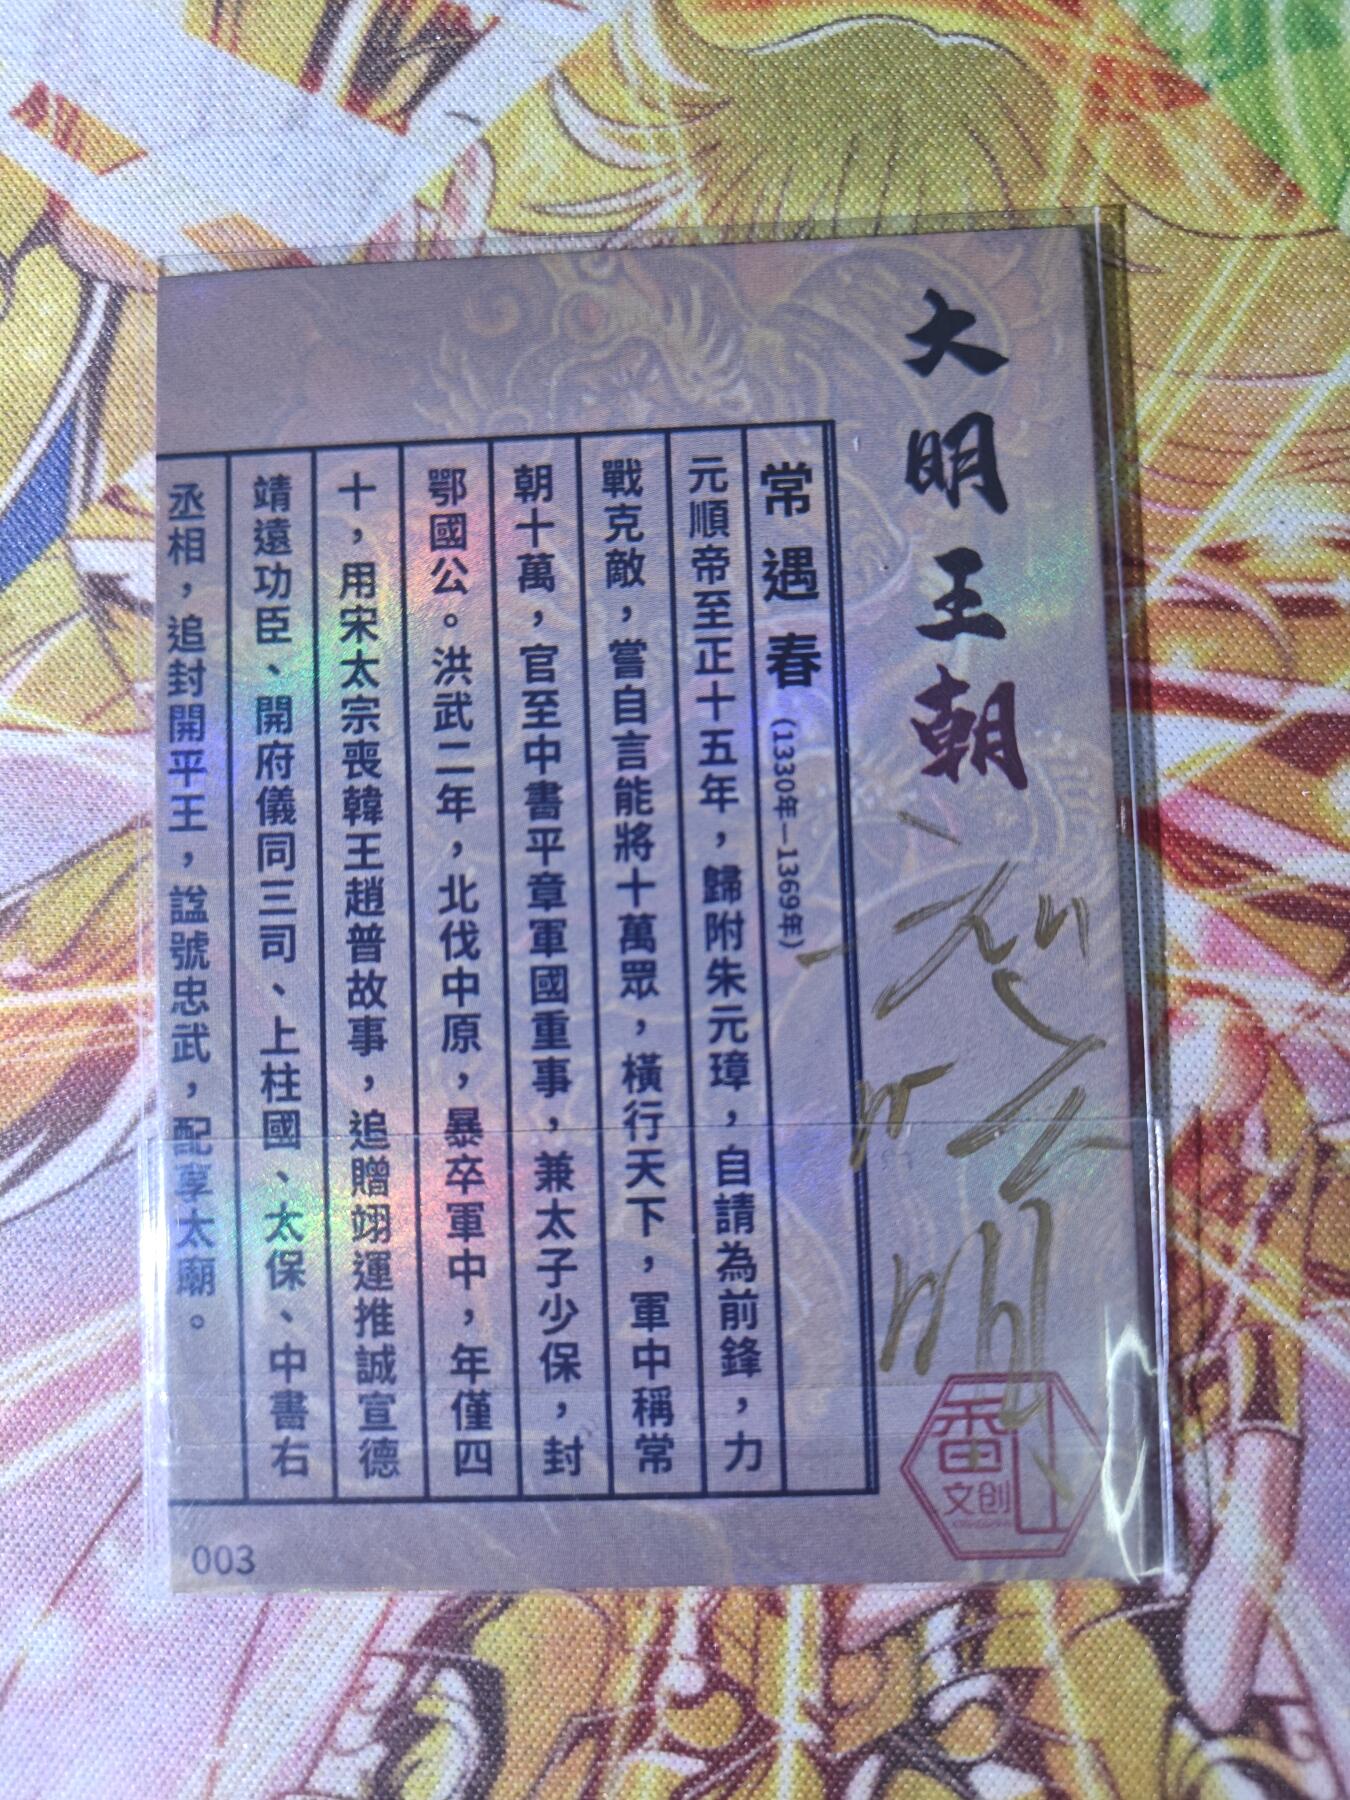 大明王朝
常遇春(1330年—1369年)
元順帝至正十五年，歸附朱元璋，自請為前鋒，力
戰克敵，嘗自言能將十萬眾，橫行天下，軍中稱常
朝十萬，官至中書平章軍國重事，兼太子少保，封
鄂國公。洪武二年，北伐中原，暴卒軍中，年僅四
十，用宋太宗喪韓王趙普故事，追贈翊運推誠宣德
靖遠功臣、開府儀同三司、上柱國、太保、中書右
丞相，追封開平王，謚號忠武，配享太廟。
文创
003